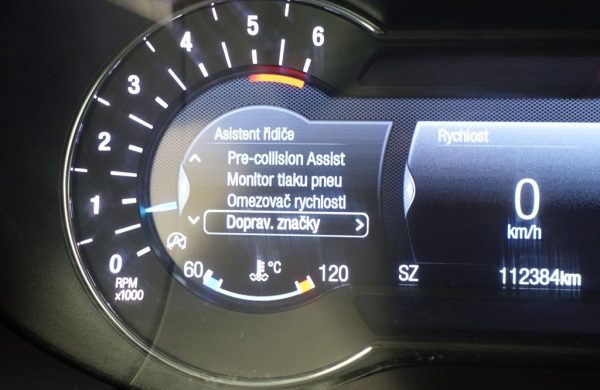 6
5
4
3
2
1
0
RPM
x1000
Asistent řidiče
Pre-collision Assist
Monitor tlaku pneu
Omezovač rychlosti
Doprav. značky
60
°C
120
Rychlost
0
km/h
SZ
112384km